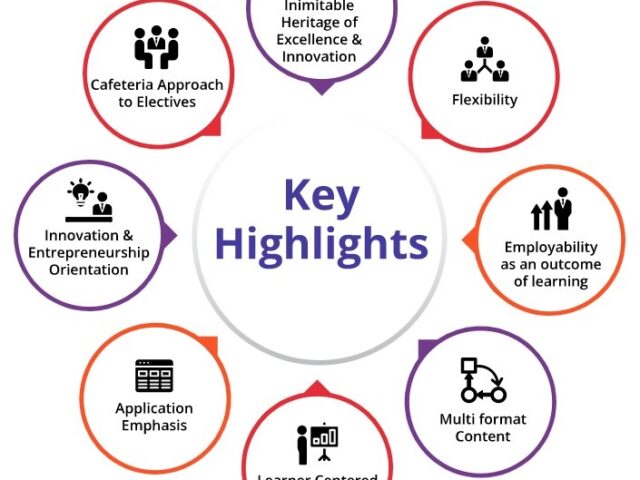 Inimitable
Heritage of
Excellence &
Innovation
Flexibility
Employability
as an outcome
of learning
Multi format
Content
Learner Centered
Application
Emphasis
Innovation &
Entrepreneurship
Orientation
Cafeteria Approach
to Electives
Key
Highlights